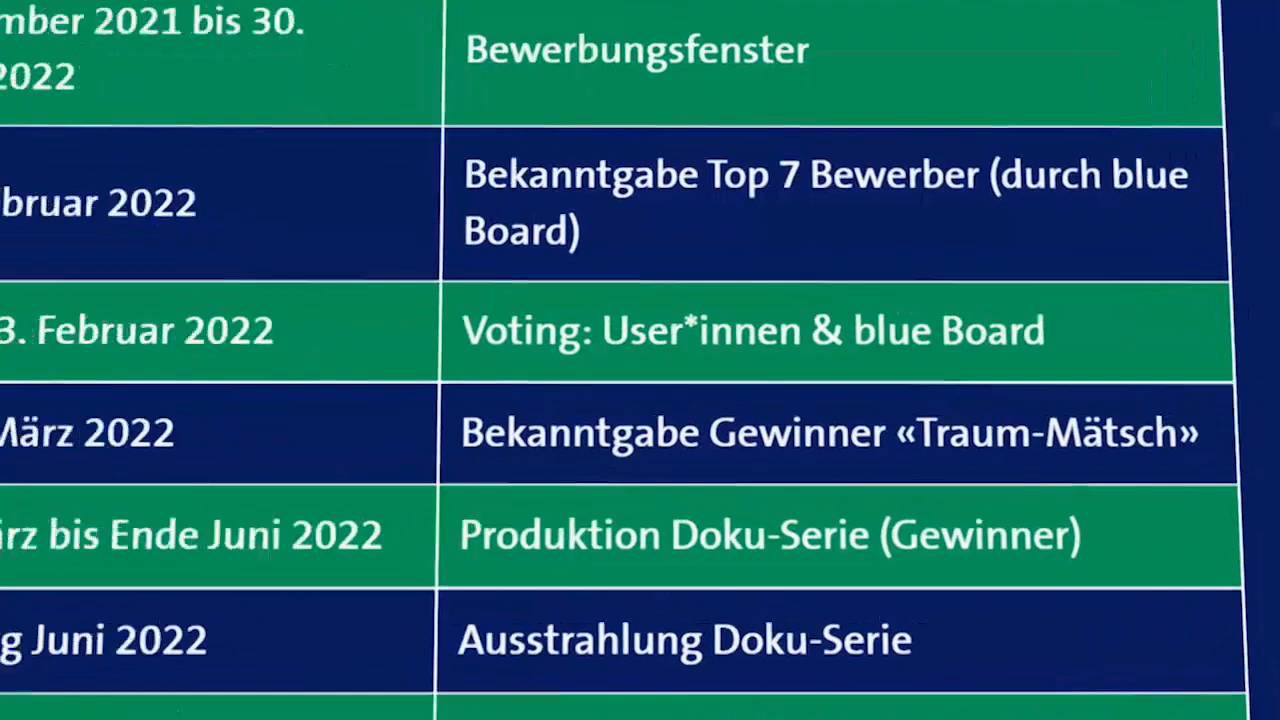 mber 2021 bis 30.
2022
Bewerbungsfenster
bruar 2022
Bekanntgabe Top 7 Bewerber (durch blue
Board)
3. Februar 2022
Voting: User*innen & blue Board
März 2022
Bekanntgabe Gewinner «Traum-Mätsch»
rz bis Ende Juni 2022
Produktion Doku-Serie (Gewinner)
g Juni 2022
Ausstrahlung Doku-Serie